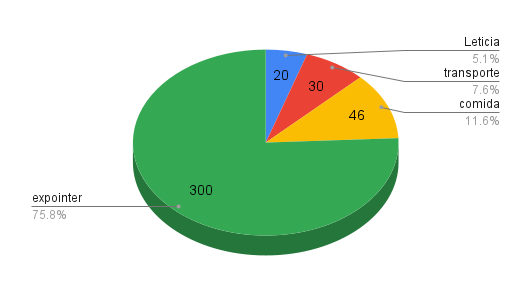 Leticia
5.1%
transporte
7.6%
comida
11.6%
20
30
46
300
expointer
75.8%